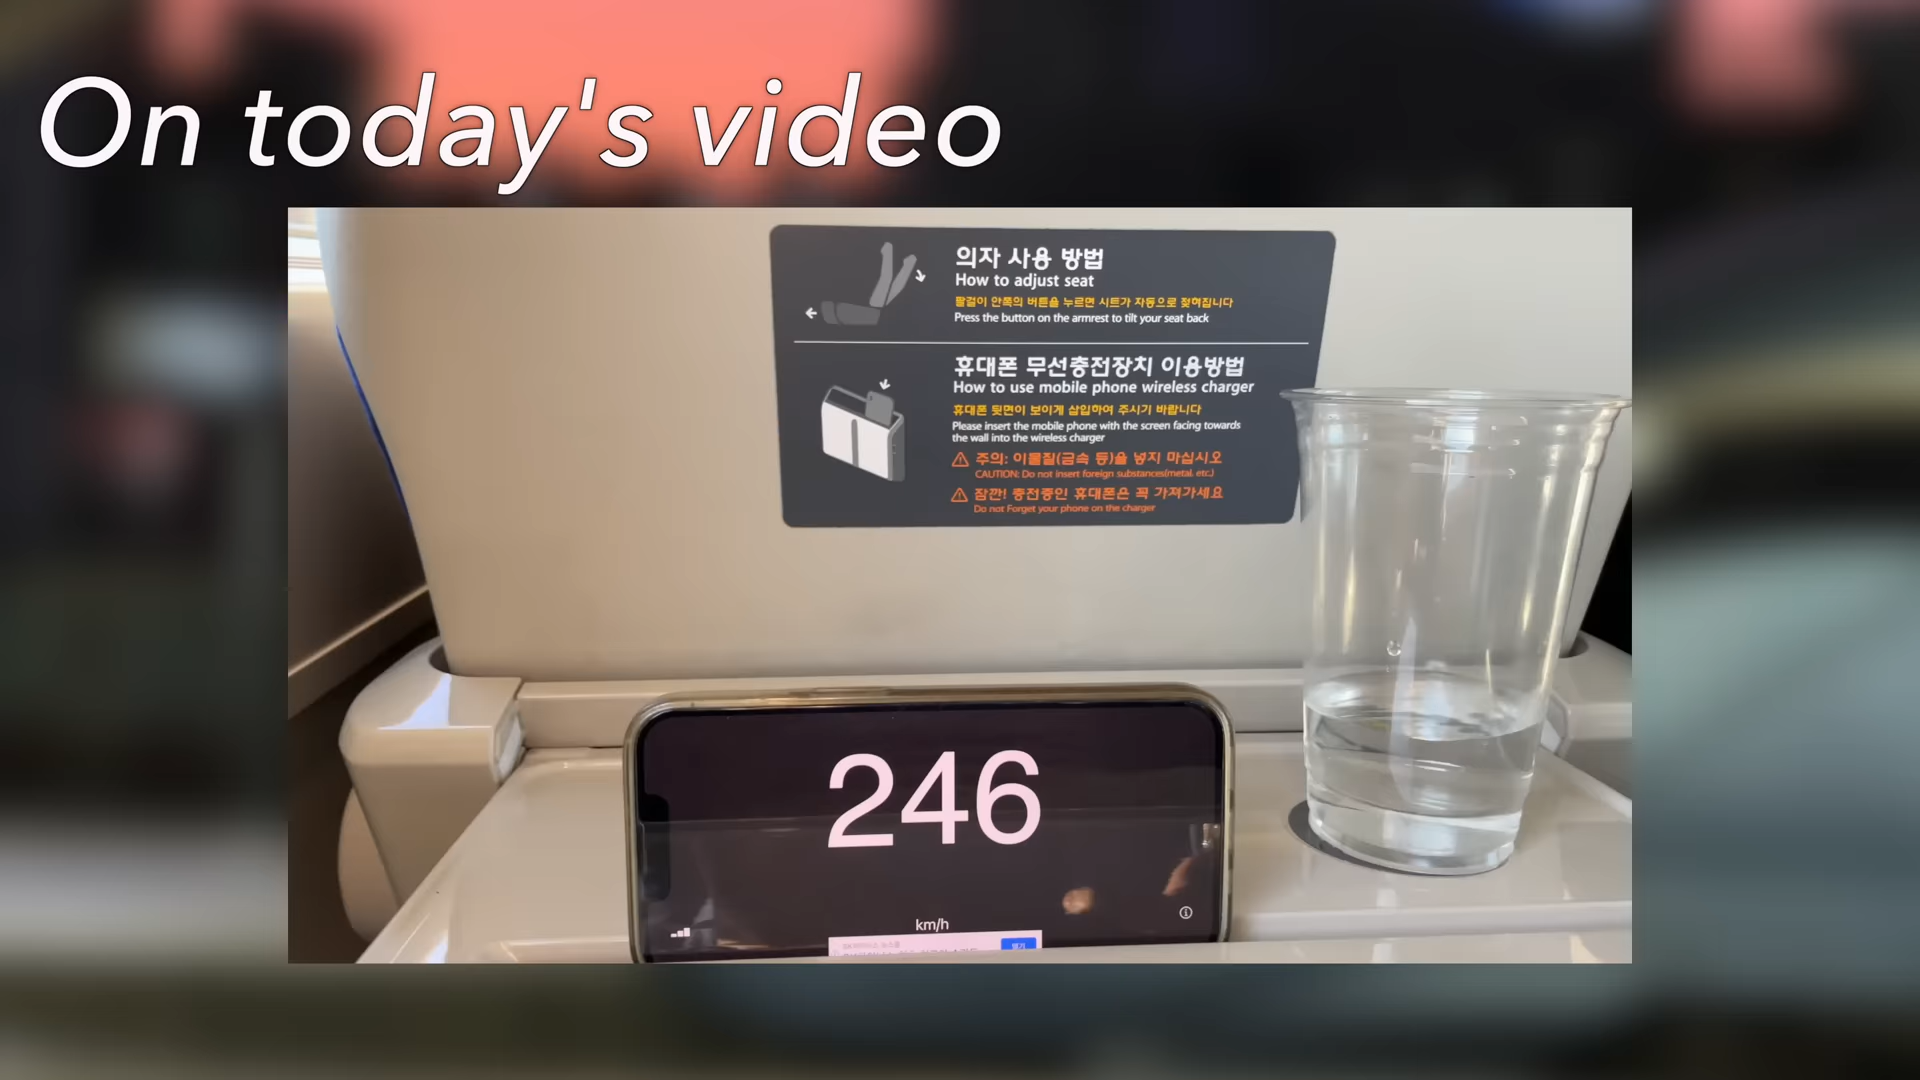 On today's video
의자 사용 방법
How to adjust seat
팔걸이 안쪽의 버튼을 누르면 시트가 자동으로 젖혀집니다
Press the button on the armrest to tilt your seat back
휴대폰 무선충전장치 이용방법
How to use mobile phone wireless charger
휴대폰 뒷면이 보이게 삽입하여 주시기 바랍니다
Please insert the mobile phone with the screen facing towards
the wall into the wireless charger
주의: 이물질(금속 등)을 넣지 마십시오
CAUTION: Do not insert foreign substances(metal. etc.)
잠깐! 충전중인 휴대폰은 꼭 가져가세요
Do not Forget your phone on the charger
246
km/h